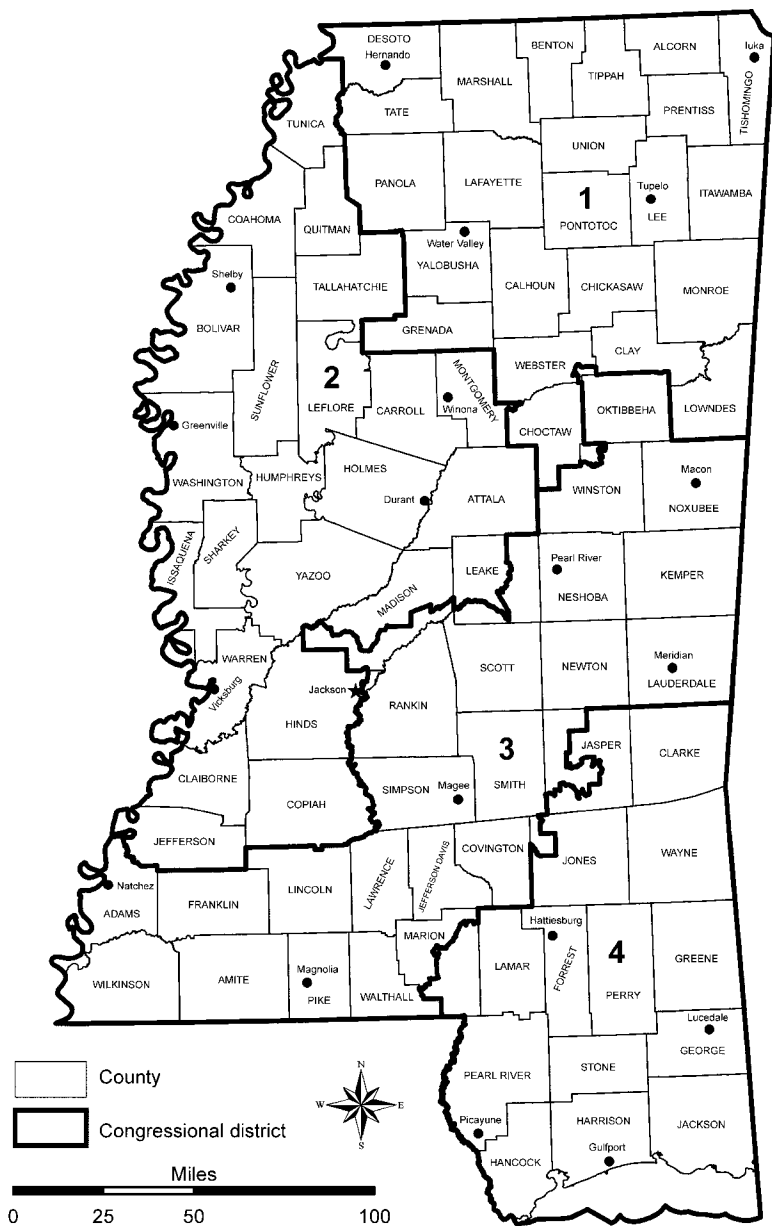 DESOTO
Hernando
BENTON
ALCORN
Iuka
MARSHALL
TIPPAH
TISHOMINGO
TATE
PRENTISS
TUNICA
UNION
PANOLA
LAFAYETTE
1
Tupelo
LEE
ITAWAMBA
COAHOMA
QUITMAN
PONTOTOC
Water Valley
YALOBUSHA
Shelby
TALLAHATCHIE
CALHOUN
CHICKASAW
MONROE
BOLIVAR
GRENADA
SUNFLOWER
2
LEFLORE
CARROLL
MONTGOMERY
Winona
WEBSTER
CLAY
CHOCTAW
OKTIBBEHA
LOWNDES
Greenville
WASHINGTON
HUMPHREYS
HOLMES
Durant
ATTALA
WINSTON
Macon
NOXUBEE
ISSAQUENA
SHARKEY
YAZOO
MADISON
LEAKE
Pearl River
NESHOBA
KEMPER
WARREN
Vicksburg
Jackson
HINDS
RANKIN
SCOTT
NEWTON
Meridian
LAUDERDALE
3
SMITH
JASPER
CLARKE
CLAIBORNE
COPIAH
SIMPSON
Magee
JEFFERSON
LINCOLN
LAWRENCE
JEFFERSON DAVIS
COVINGTON
JONES
WAYNE
Natchez
ADAMS
FRANKLIN
MARION
Hattiesburg
LAMAR
FORREST
4
PERRY
GREENE
WILKINSON
AMITE
Magnolia
PIKE
WALTHALL
Lucedale
GEORGE
PEARL RIVER
STONE
Picayune
HARRISON
JACKSON
HANCOCK
Gulfport
County
Congressional district
N
W
E
S
Miles
0 25 50 100